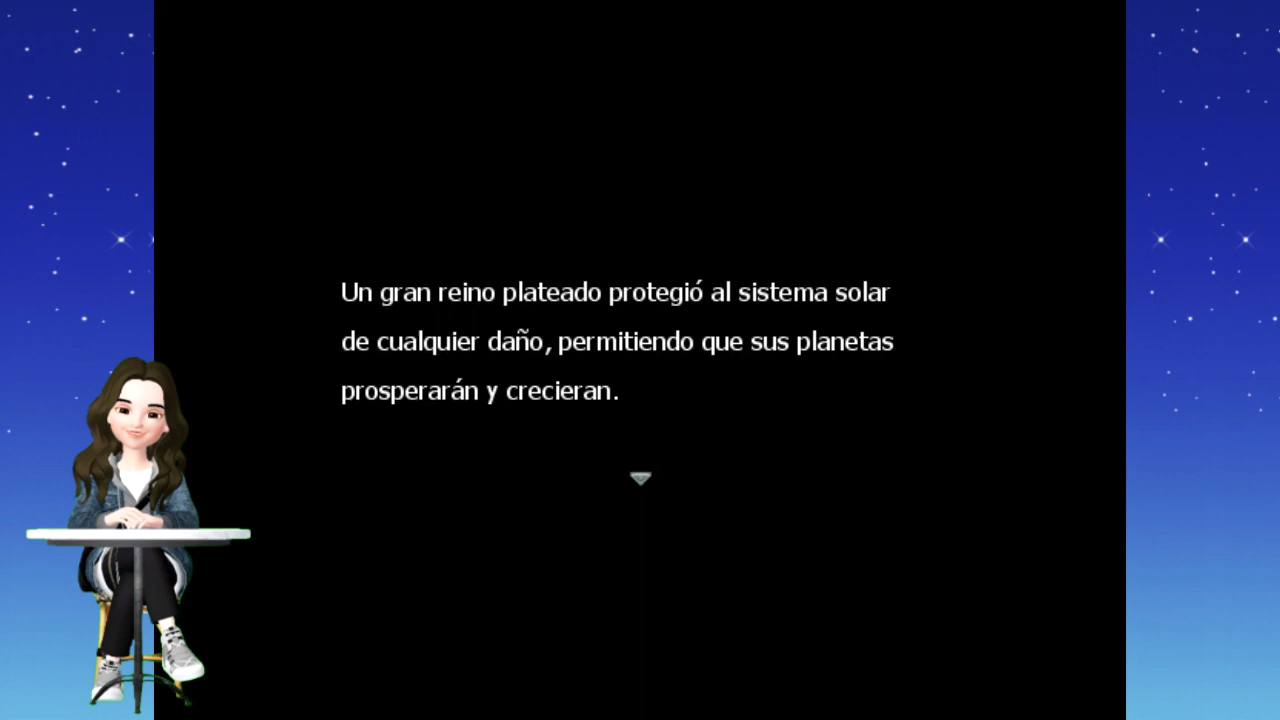 Un gran reino plateado protegió al sistema solar
de cualquier daño, permitiendo que sus planetas
prosperarán y crecieran.